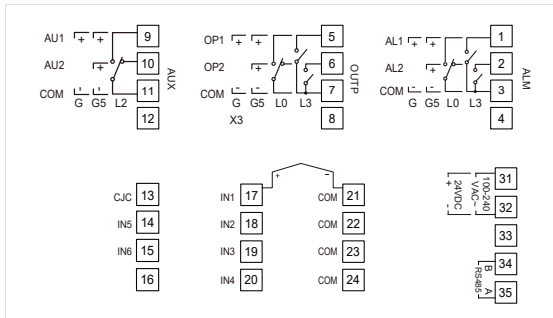 AU1 + + 9
AU2 + 10
COM - - 11
G G5 L2 12
AUX
OP1 + + 5
OP2 + 6
COM - - 7
G G5 L0 L3
X3 8
OUTP
AL1 + + 1
AL2 + 2
COM - - 3
G G5 L0 L3 4
ALM
+ -
CJC 13
IN5 14
IN6 15
16
IN1 17
IN2 18
IN3 19
IN4 20
COM 21
COM 22
COM 23
COM 24
31
32
33
34
35
100-240
VAC~
24VDC
+ -
B A
RS485